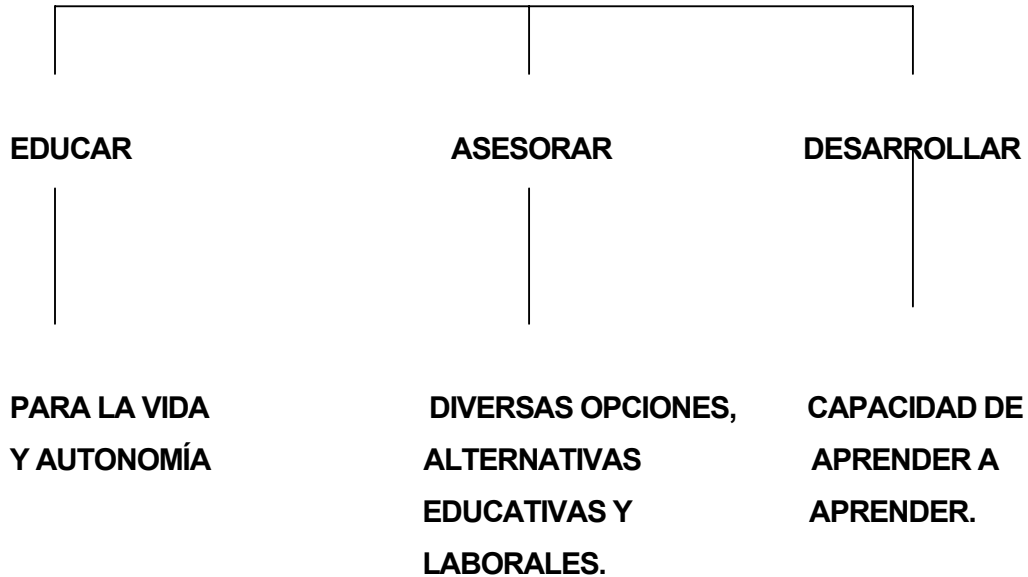 EDUCAR
ASESORAR
DESARROLLAR
PARA LA VIDA
Y AUTONOMÍA
DIVERSAS OPCIONES,
ALTERNATIVAS
EDUCATIVAS Y
LABORALES.
CAPACIDAD DE
APRENDER A
APRENDER.